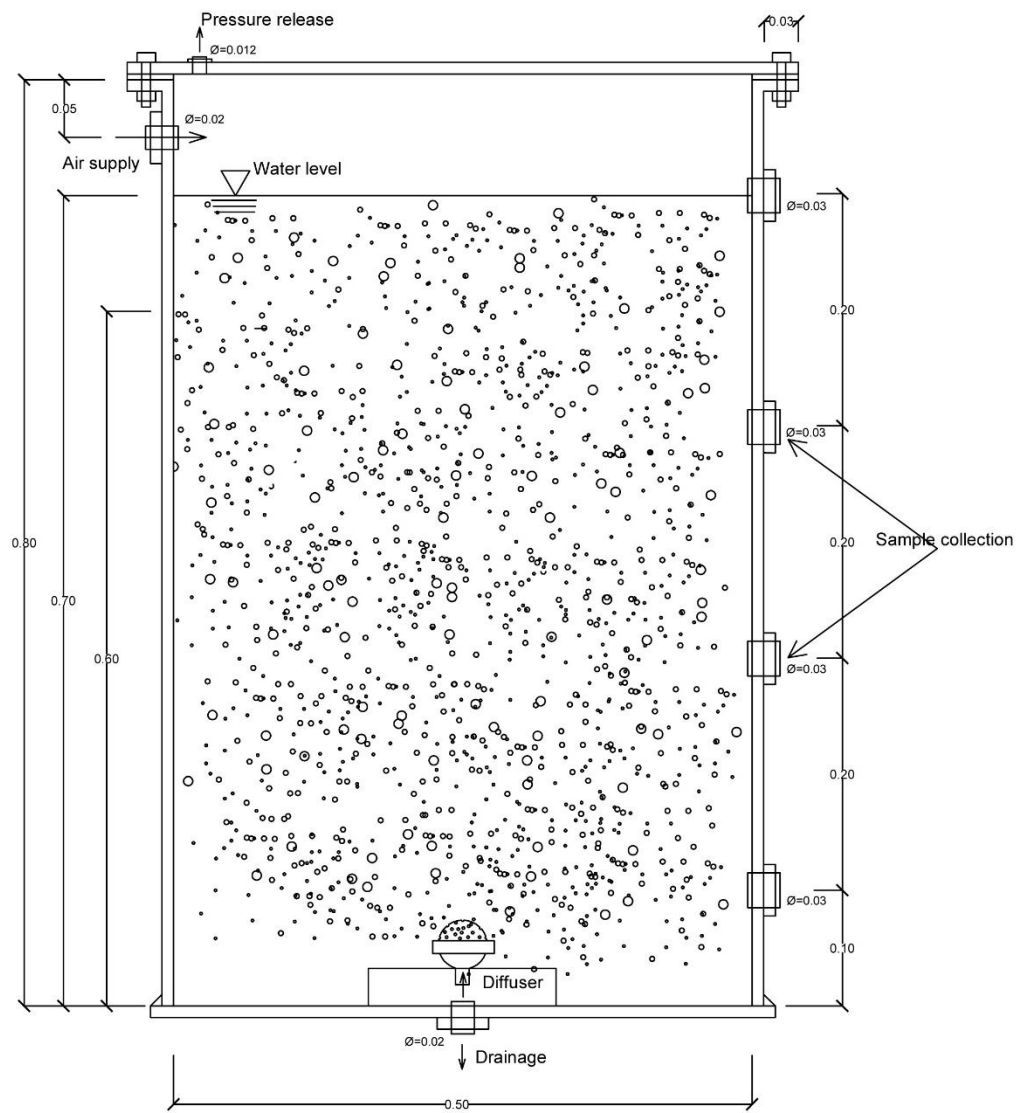 Pressure release
0.03
Ø=0.012
0.05
Ø=0.02
Air supply
Water level
Ø=0.03
0.20
Ø=0.03
0.80
0.20
Sample collection
0.70
0.60
Ø=0.03
0.20
Ø=0.03
0.10
Diffuser
Ø=0.02
Drainage
0.50